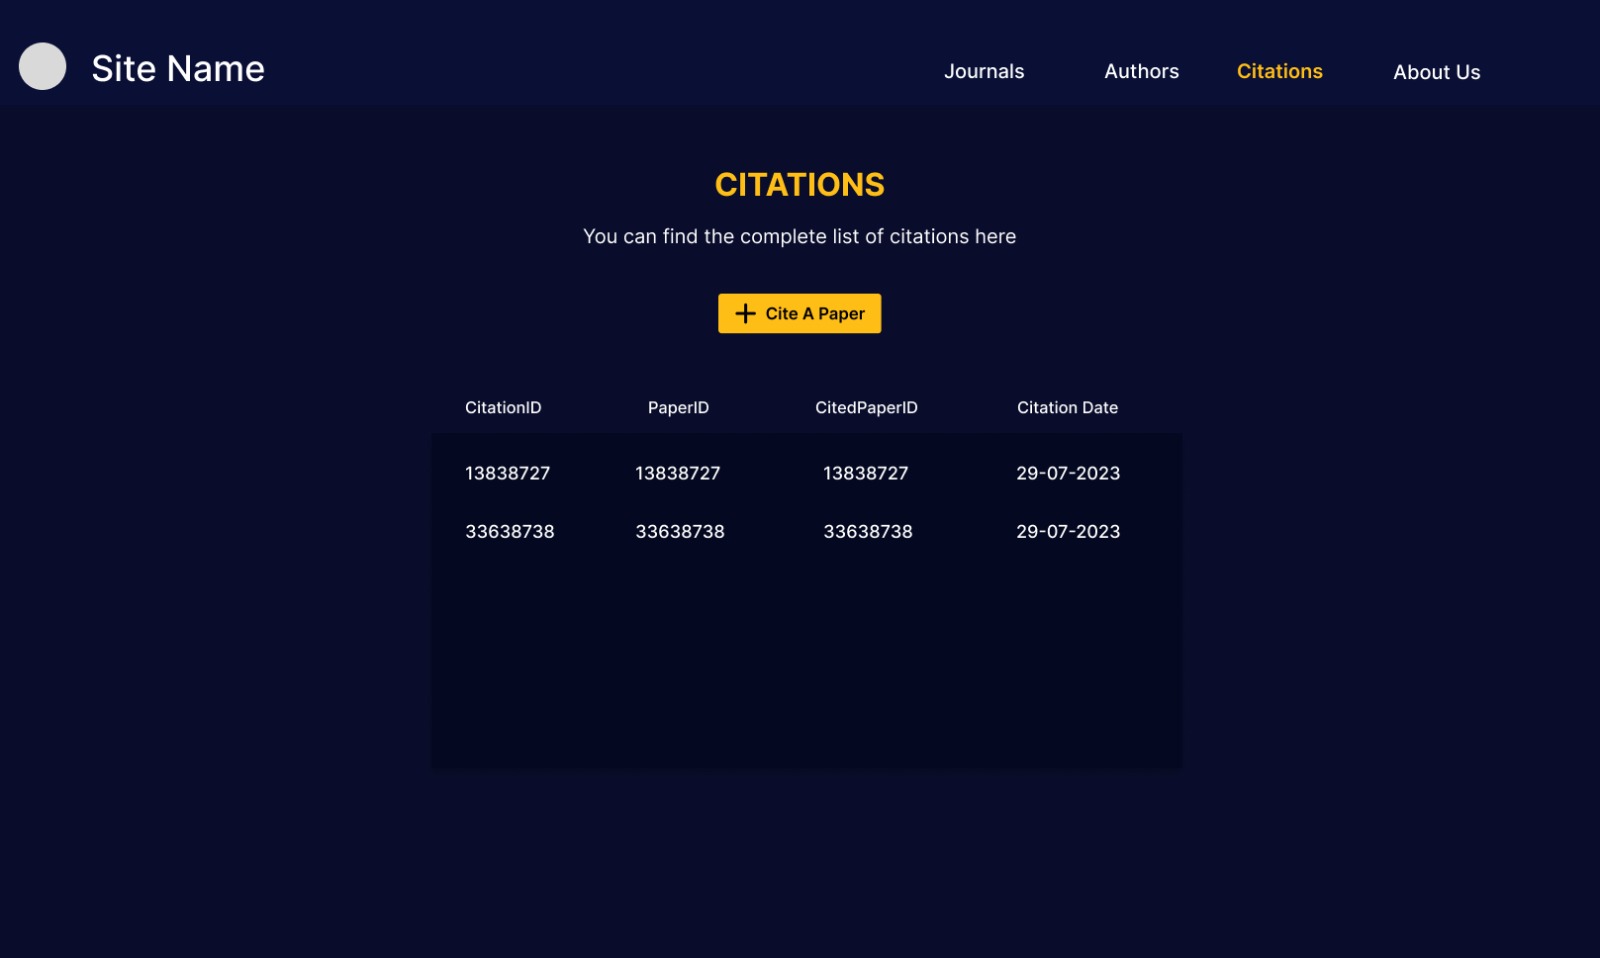 Site Name Journals Authors Citations About Us
CITATIONS
You can find the complete list of citations here
Cite A Paper
CitationID PaperID CitedPaperID Citation Date
13838727 13838727 13838727 29-07-2023
33638738 33638738 33638738 29-07-2023